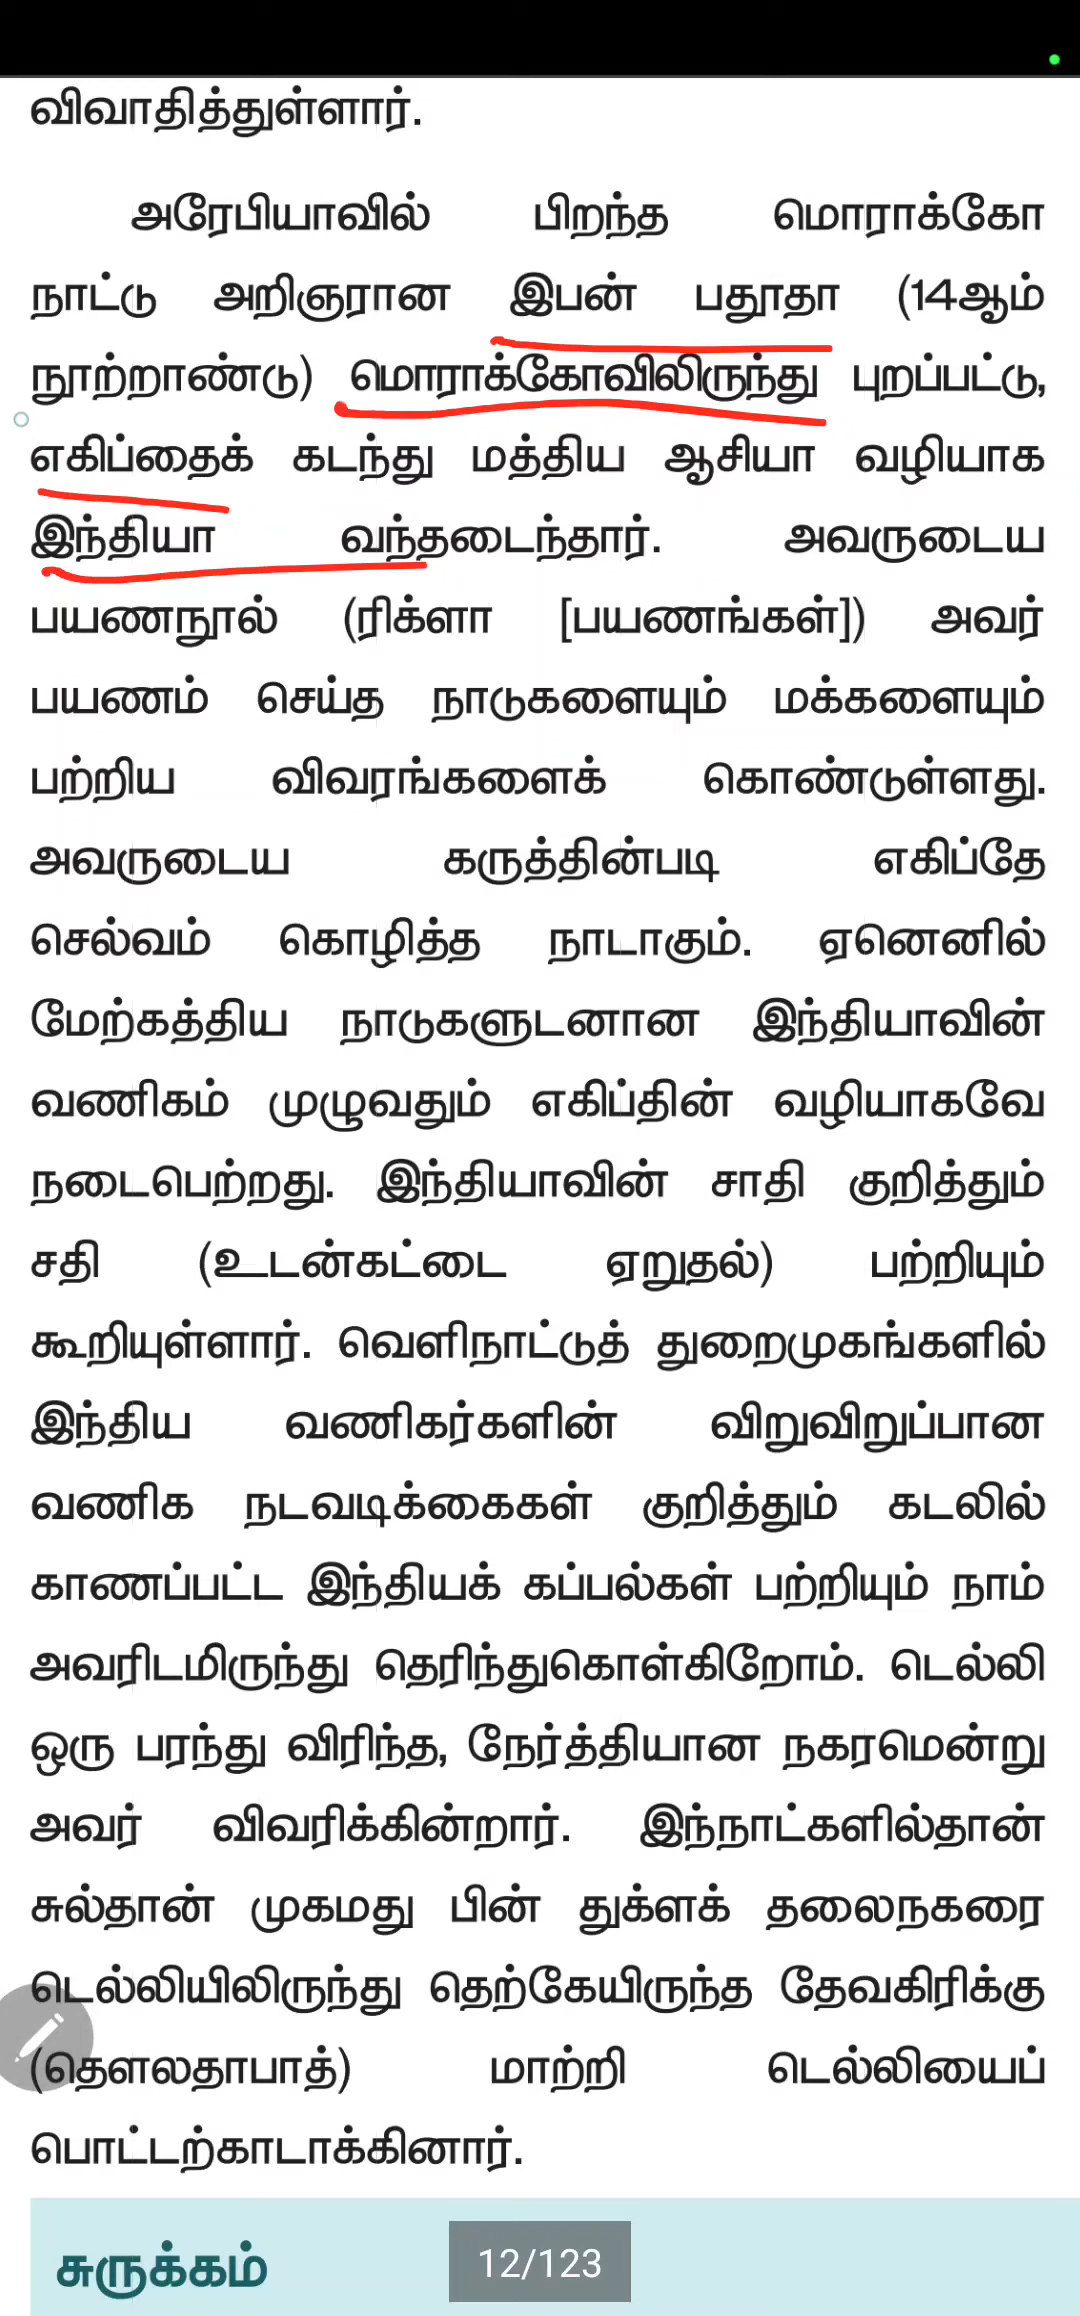 விவாதித்துள்ளார்.
அரேபியாவில் பிறந்த மொராக்கோ
நாட்டு அறிஞரான இபன் பதூதா (14ஆம்
நூற்றாண்டு) மொராக்கோவிலிருந்து புறப்பட்டு,
எகிப்தைக் கடந்து மத்திய ஆசியா வழியாக
இந்தியா வந்தடைந்தார். அவருடைய
பயணநூல் (ரிக்ளா [பயணங்கள்]) அவர்
பயணம் செய்த நாடுகளையும் மக்களையும்
பற்றிய விவரங்களைக் கொண்டுள்ளது.
அவருடைய கருத்தின்படி எகிப்தே
செல்வம் கொழித்த நாடாகும். ஏனெனில்
மேற்கத்திய நாடுகளுடனான இந்தியாவின்
வணிகம் முழுவதும் எகிப்தின் வழியாகவே
நடைபெற்றது. இந்தியாவின் சாதி குறித்தும்
சதி (உடன்கட்டை ஏறுதல்) பற்றியும்
கூறியுள்ளார். வெளிநாட்டுத் துறைமுகங்களில்
இந்திய வணிகர்களின் விறுவிறுப்பான
வணிக நடவடிக்கைகள் குறித்தும் கடலில்
காணப்பட்ட இந்தியக் கப்பல்கள் பற்றியும் நாம்
அவரிடமிருந்து தெரிந்துகொள்கிறோம். டெல்லி
ஒரு பரந்து விரிந்த, நேர்த்தியான நகரமென்று
அவர் விவரிக்கின்றார். இந்நாட்களில்தான்
சுல்தான் முகமது பின் துக்ளக் தலைநகரை
டெல்லியிலிருந்து தெற்கேயிருந்த தேவகிரிக்கு
(தௌலதாபாத்) மாற்றி டெல்லியைப்
பொட்டற்காடாக்கினார்.
சுருக்கம்
12/123